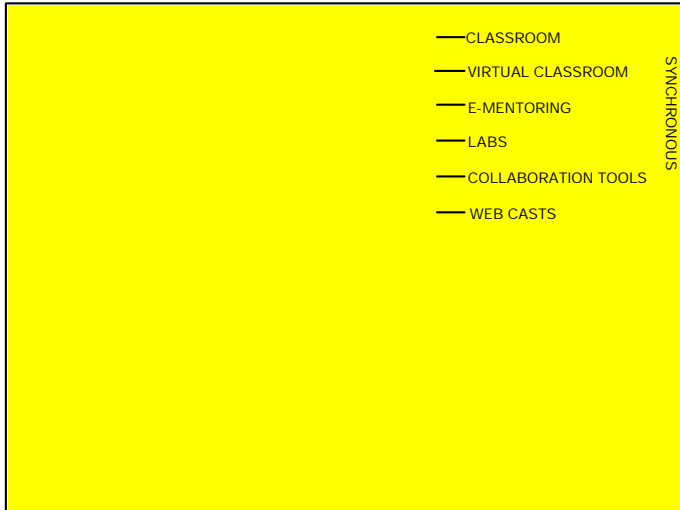 CLASSROOM
VIRTUAL CLASSROOM
E-MENTORING
LABS
COLLABORATION TOOLS
WEB CASTS
SYNCHRONOUS